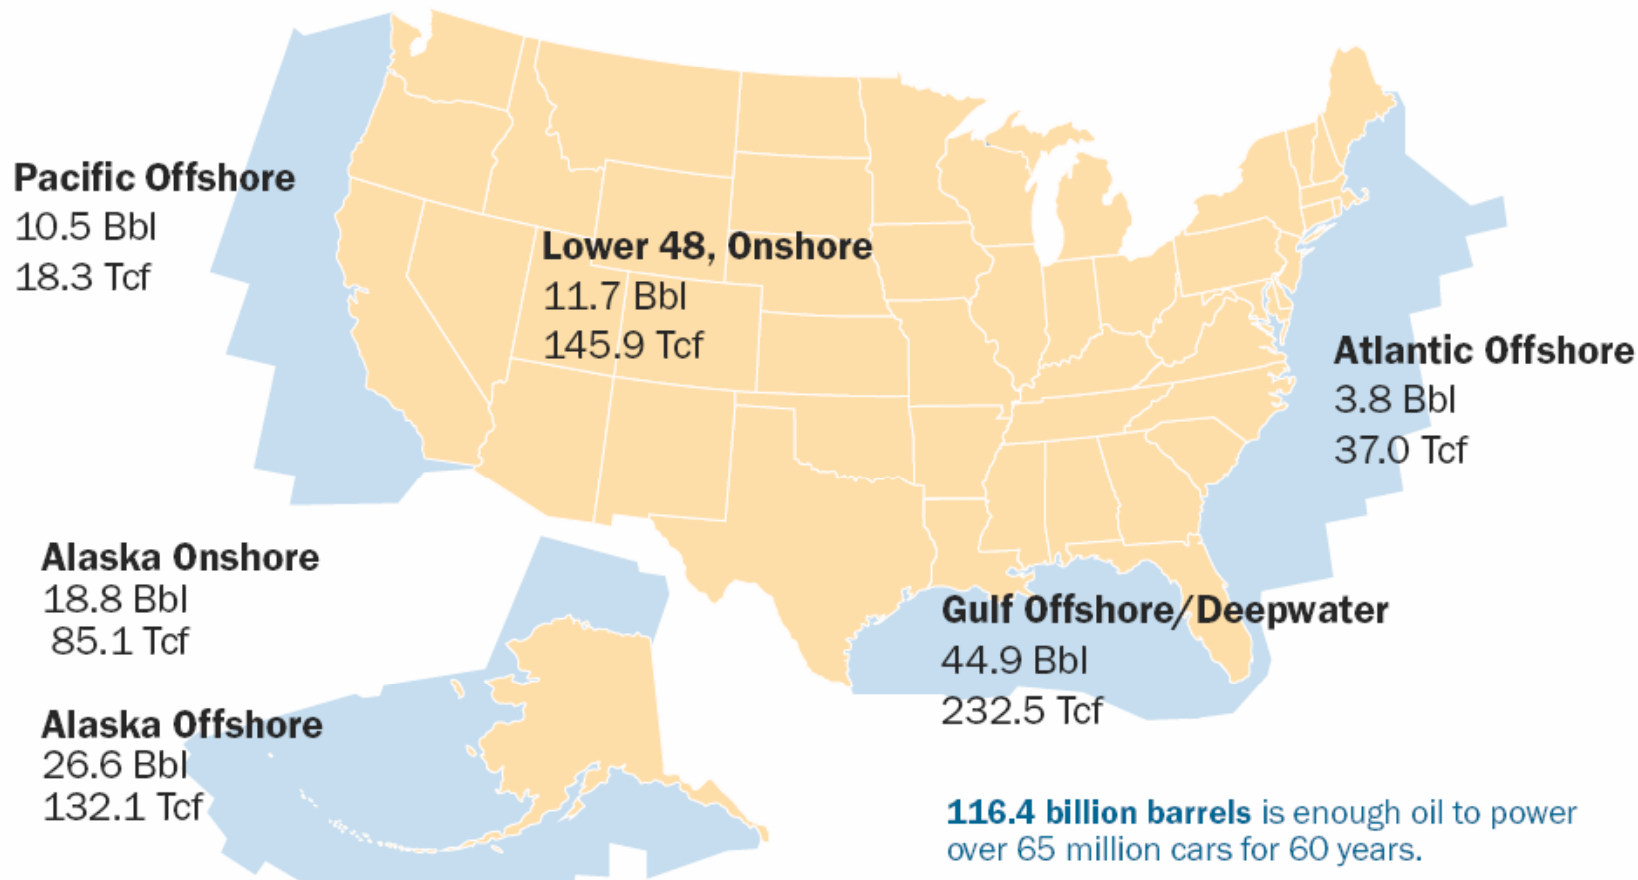 Pacific Offshore
10.5 Bbl
18.3 Tcf
Lower 48, Onshore
11.7 Bbl
145.9 Tcf
Atlantic Offshore
3.8 Bbl
37.0 Tcf
Alaska Onshore
18.8 Bbl
85.1 Tcf
Gulf Offshore/Deepwater
44.9 Bbl
232.5 Tcf
Alaska Offshore
26.6 Bbl
132.1 Tcf
116.4 billion barrels is enough oil to power
over 65 million cars for 60 years.